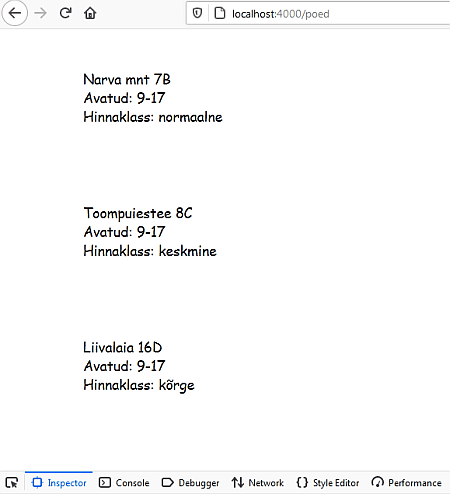 localhost:4000/poed
Narva mnt 7B
Avatud: 9-17
Hinnaklass: normaalne
Toompuiestee 8C
Avatud: 9-17
Hinnaklass: keskmine
Liivalaia 16D
Avatud: 9-17
Hinnaklass: kõrge
Inspector Console Debugger Network {} Style Editor Performance